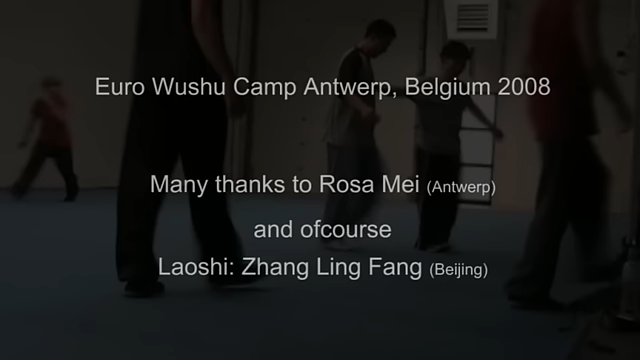 Euro Wushu Camp Antwerp, Belgium 2008
Many thanks to Rosa Mei (Antwerp)
and ofcourse
Laoshi: Zhang Ling Fang (Beijing)